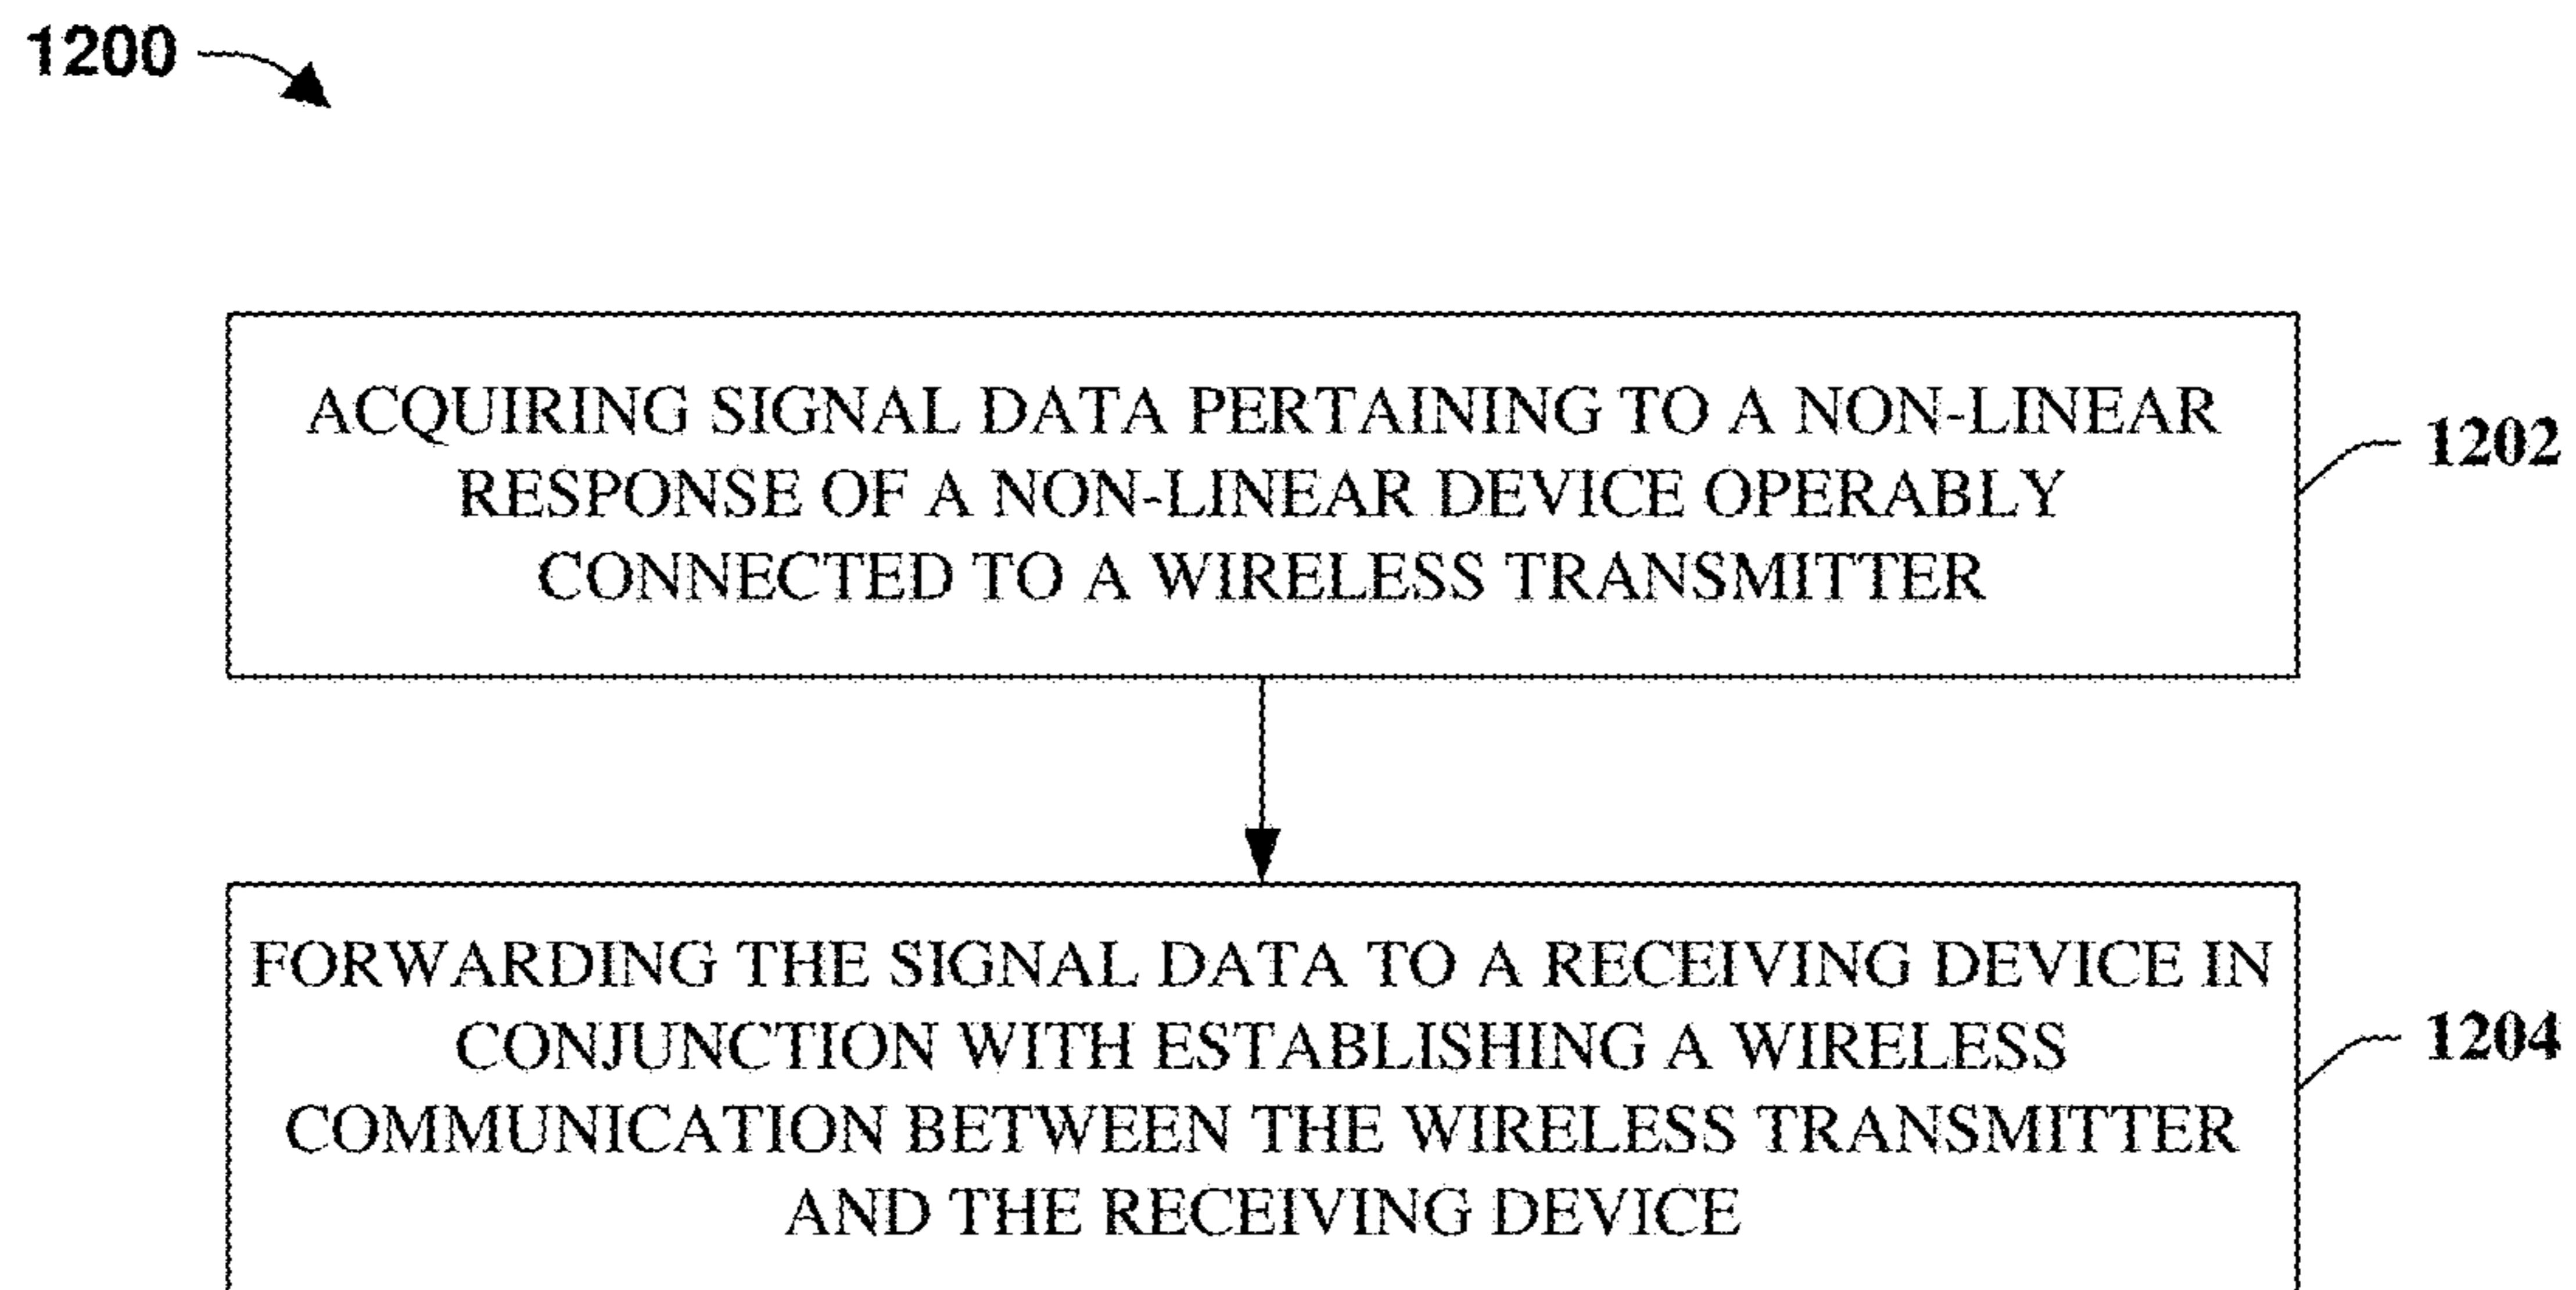 1200
ACQUIRING SIGNAL DATA PERTAINING TO A NON-LINEAR
RESPONSE OF A NON-LINEAR DEVICE OPERABLY
CONNECTED TO A WIRELESS TRANSMITTER
1202
FORWARDING THE SIGNAL DATA TO A RECEIVING DEVICE IN
CONJUNCTION WITH ESTABLISHING A WIRELESS
COMMUNICATION BETWEEN THE WIRELESS TRANSMITTER
AND THE RECEIVING DEVICE
1204